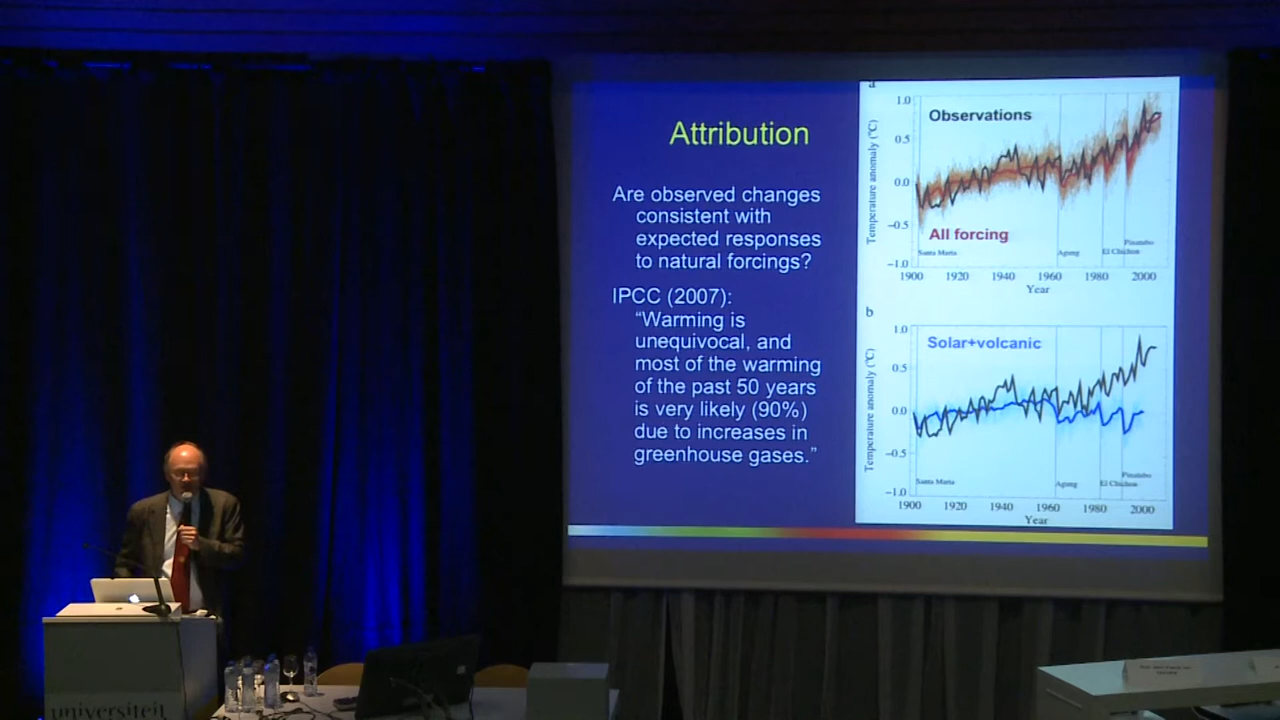 Attribution
Are observed changes
consistent with
expected responses
to natural forcings?
IPCC (2007):
“Warming is
unequivocal, and
most of the warming
of the past 50 years
is very likely (90%)
due to increases in
greenhouse gases.”
a
Temperature anomaly (°C)
1.0
0.5
0.0
−0.5
−1.0
Observations
All forcing
Santa Maria
Agung
El Chichon
Pinatubo
1900 1920 1940 1960 1980 2000
Year
b
Temperature anomaly (°C)
1.0
0.5
0.0
−0.5
−1.0
Solar+volcanic
Santa Maria
Agung
El Chichon
Pinatubo
1900 1920 1940 1960 1980 2000
Year
universiteit